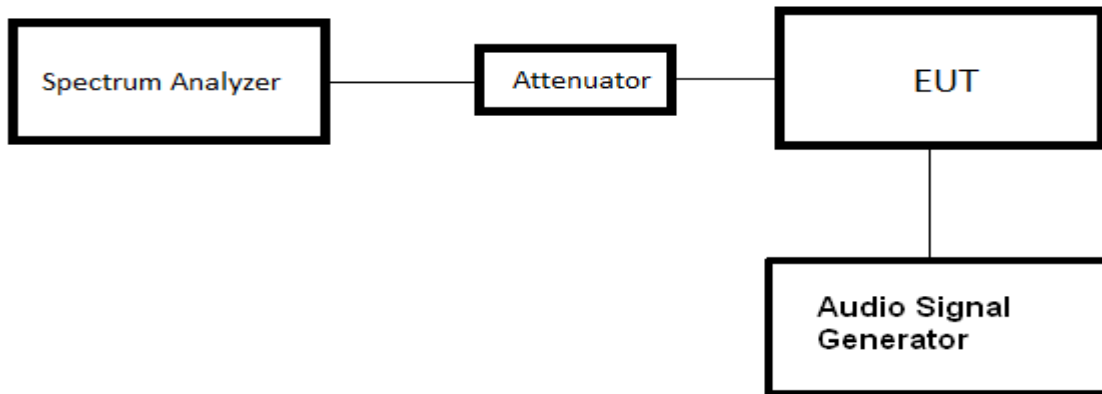 Spectrum Analyzer
Attenuator
EUT
Audio Signal
Generator